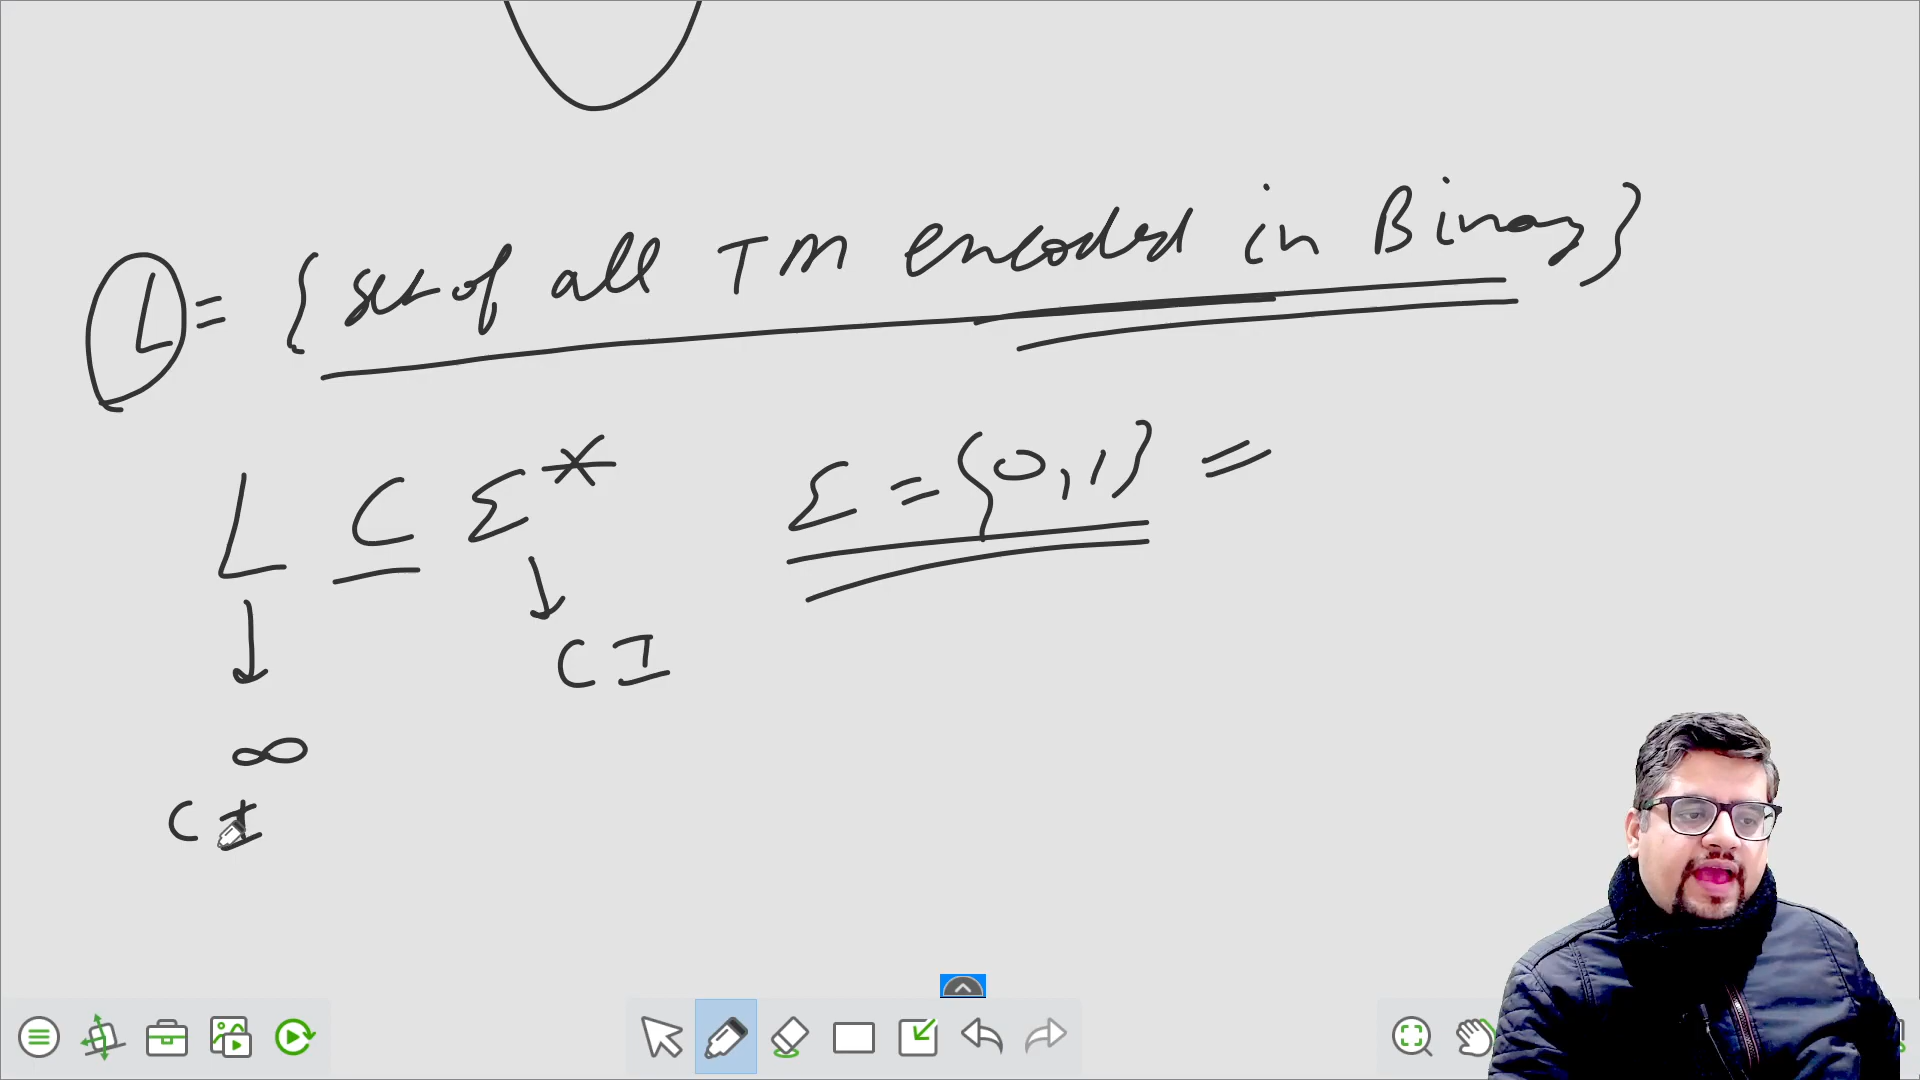 L = { set of all TM encoded in Binary }
L ⊆ Σ* Σ = {0,1} =
↓ ↓
CI
∞
CI